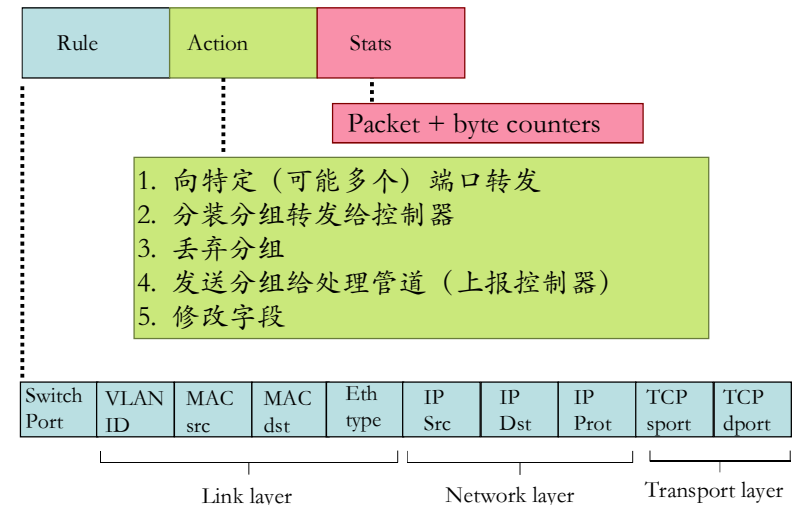 Rule Action Stats
Packet + byte counters
1. 向特定（可能多个）端口转发
2. 分装分组转发给控制器
3. 丢弃分组
4. 发送分组给处理管道（上报控制器）
5. 修改字段
Switch VLAN MAC MAC Eth IP IP IP TCP TCP
Port ID src dst type Src Dst Prot sport dport
Link layer Network layer Transport layer